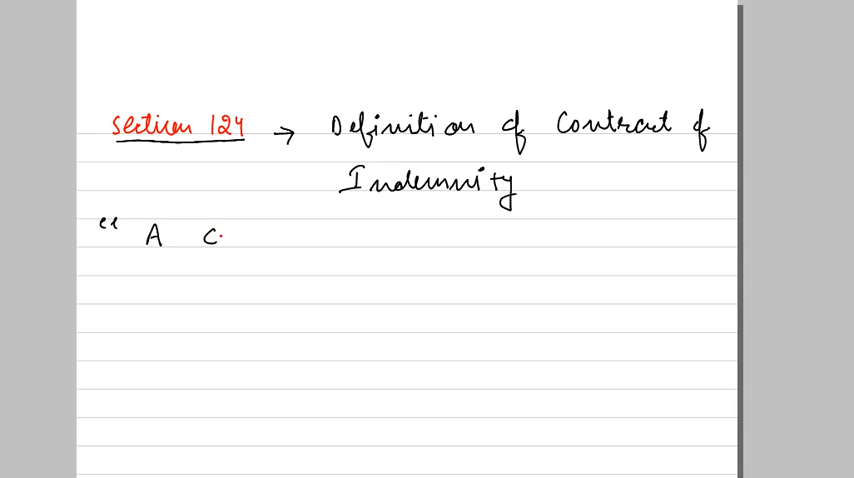 Section 124 → Definition of Contract of
Indemnity
“ A C